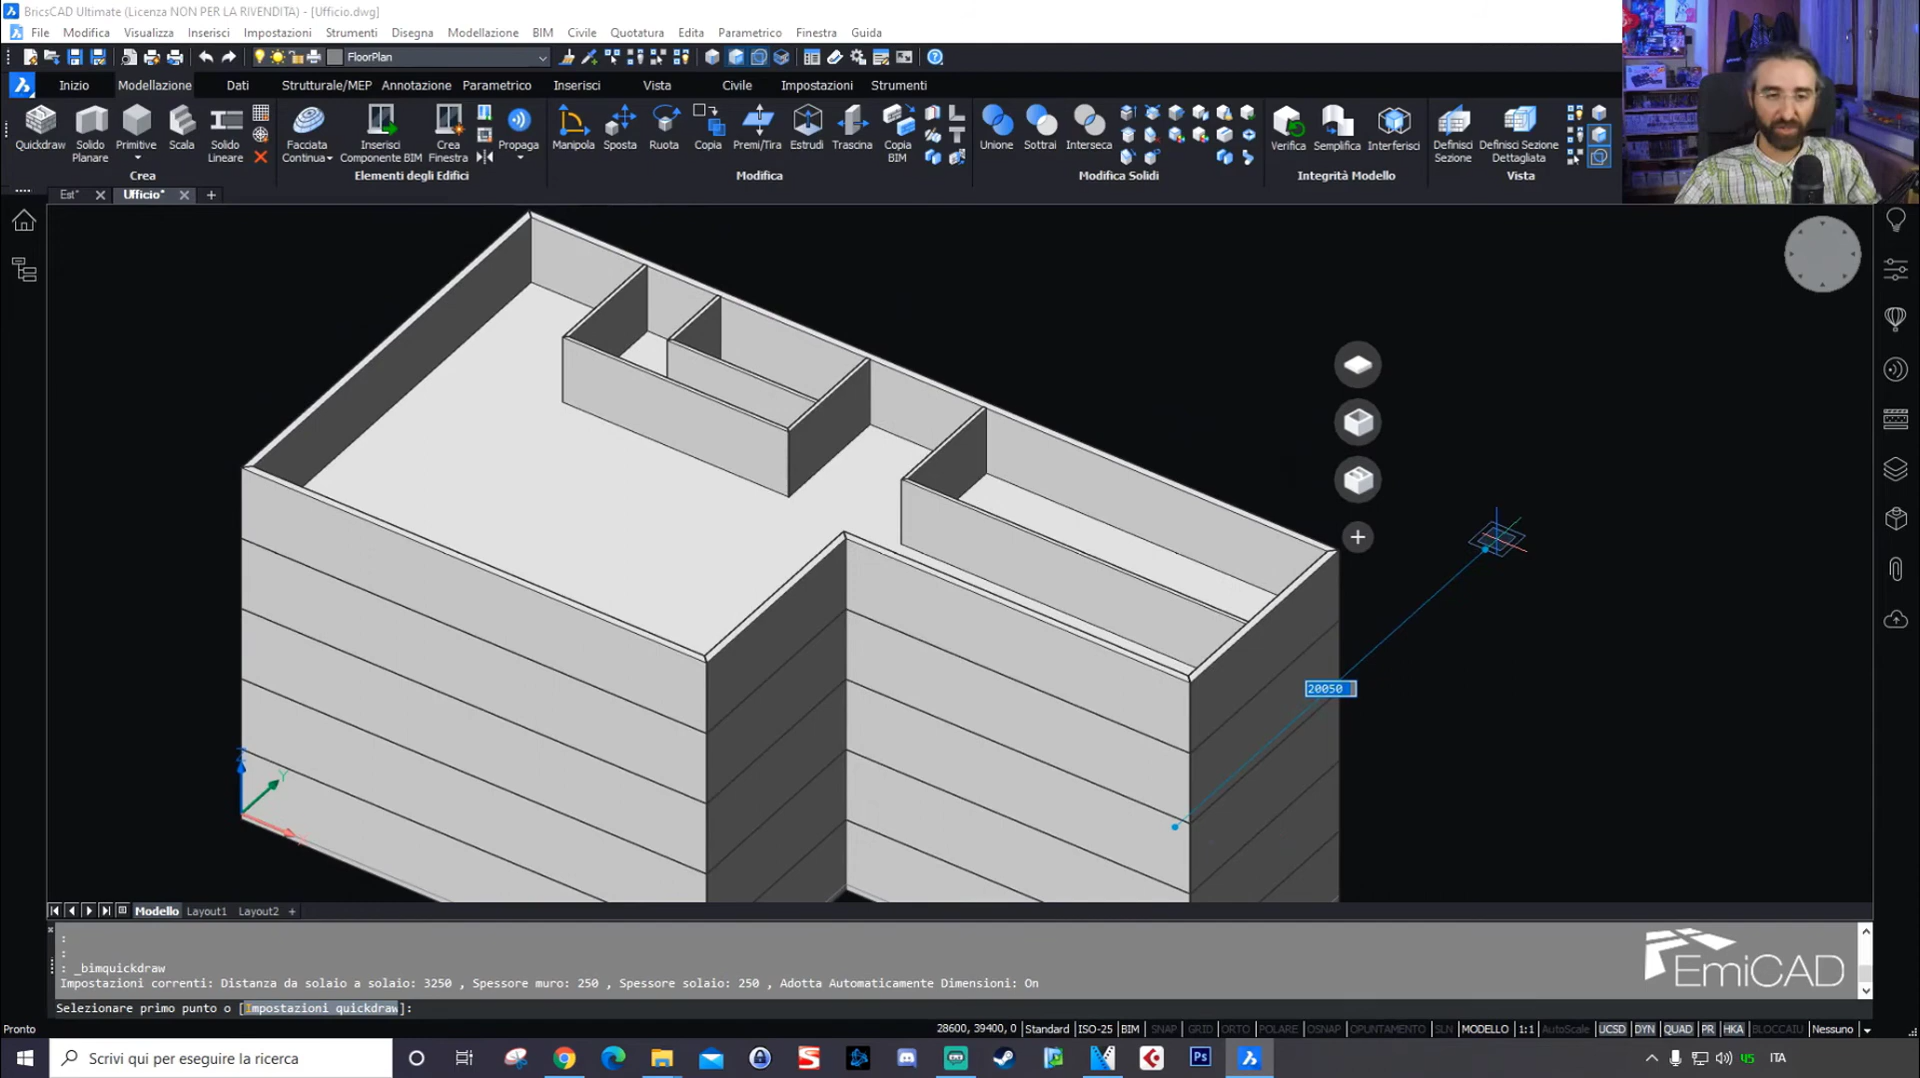 BricsCAD Ultimate (Licenza NON PER LA RIVENDITA) - [Ufficio.dwg]
File Modifica Visualizza Inserisci Impostazioni Strumenti Disegna Modellazione BIM Civile Quotatura Edita Parametrico Finestra Guida
FloorPlan
Inizio Modellazione Dati Strutturale/MEP Annotazione Parametrico Inserisci Vista Civile Impostazioni Strumenti
Quickdraw Solido Planare Primitive Scala Solido Lineare Facciata Continua Inserisci Componente BIM Crea Finestra Propaga Manipola Sposta Ruota Copia Premi/Tira Estrudi Trascina Copia BIM Unione Sottrai Interseca Verifica Semplifica Interferisci Definisci Sezione Definisci Sezione Dettagliata
Crea Elementi degli Edifici Modifica Modifica Solidi Integrità Modello Vista
Est* Ufficio*
20050
Z
Y
Modello Layout1 Layout2 +
:
:
: _bimquickdraw
Impostazioni correnti: Distanza da solaio a solaio: 3250 , Spessore muro: 250 , Spessore solaio: 250 , Adotta Automaticamente Dimensioni: On
Selezionare primo punto o [Impostazioni quickdraw]:
EmiCAD
Pronto 28600, 39400, 0 Standard ISO-25 BIM SNAP GRID ORTO POLARE OSNAP OPUNTAMENTO SLN MODELLO 1:1 AutoScale UCSD DYN QUAD PR HKA BLOCCAIU Nessuno
Scrivi qui per eseguire la ricerca
Ps
45 ITA